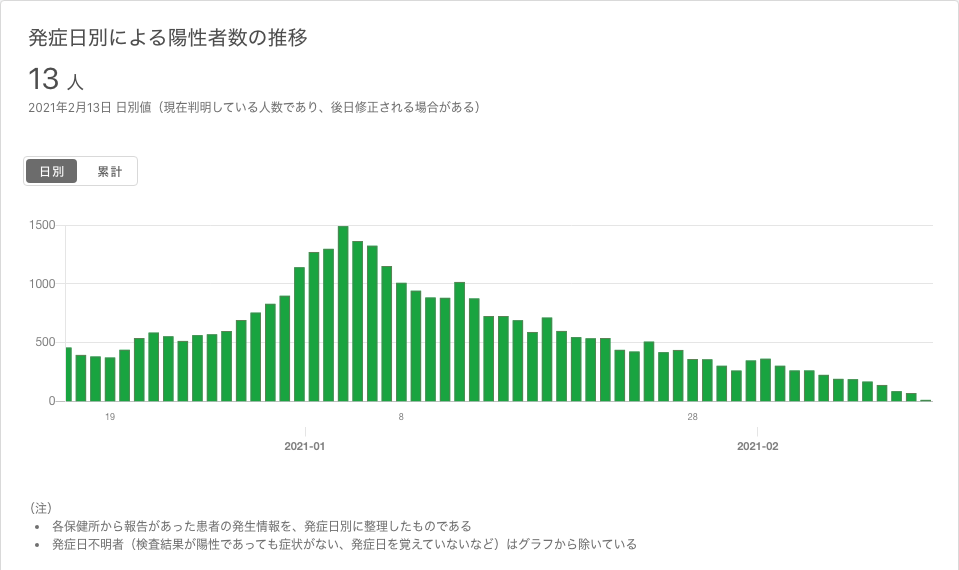 発症日別による陽性者数の推移
13 人
2021年2月13日 日別値（現在判明している人数であり、後日修正される場合がある）
日別 累計
1500
1000
500
0
19 8 28
2021-01 2021-02
（注）
• 各保健所から報告があった患者の発生情報を、発症日別に整理したものである
• 発症日不明者（検査結果が陽性であっても症状がない、発症日を覚えていないなど）はグラフから除いている